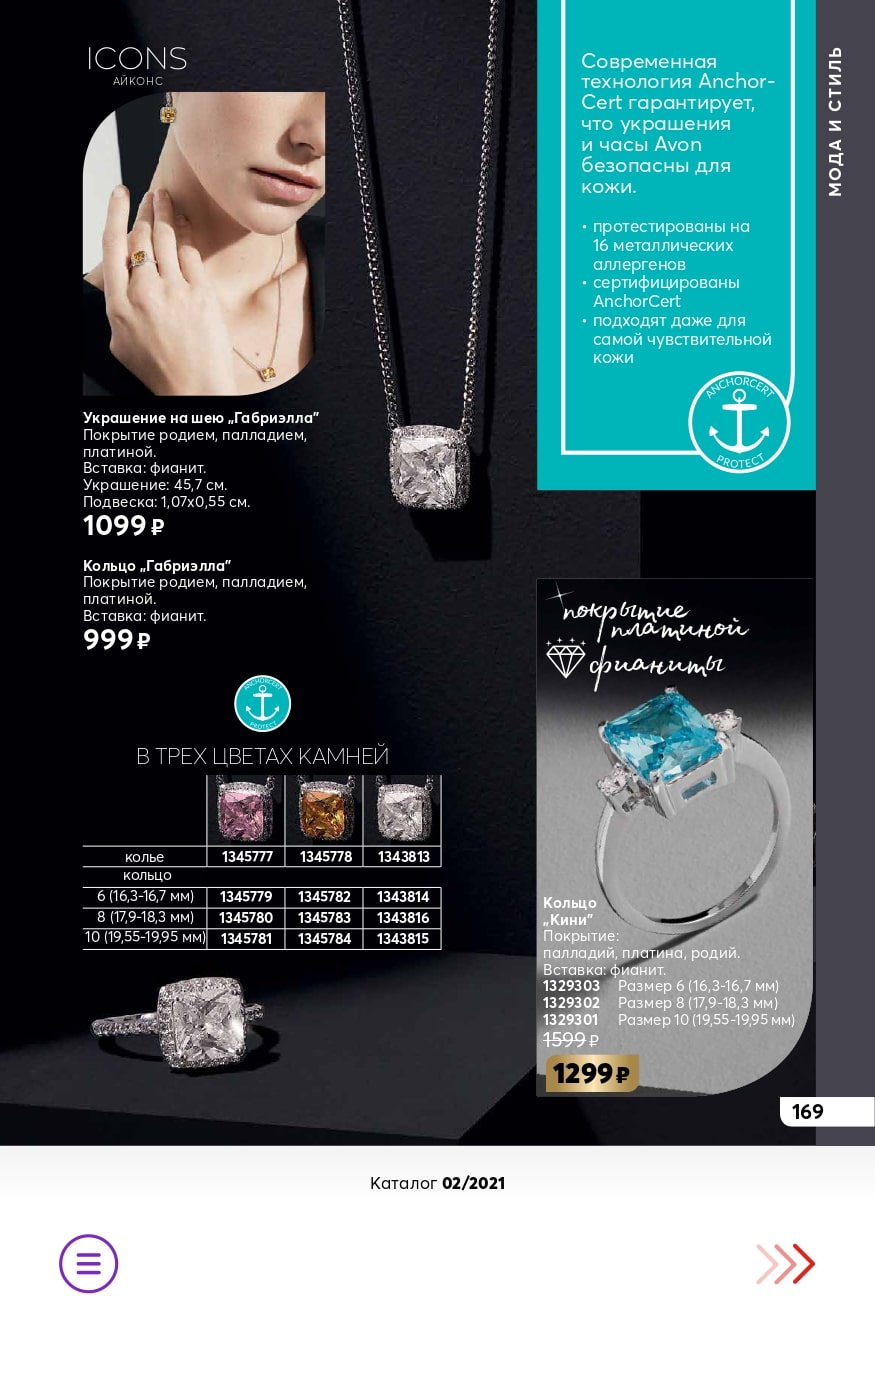 ICONS
АЙКОНС
Современная
технология Anchor-
Cert гарантирует,
что украшения
и часы Avon
безопасны для
кожи.
• протестированы на
16 металлических
аллергенов
• сертифицированы
AnchorCert
• подходят даже для
самой чувствительной
кожи
ANCHORCERT
PROTECT
МОДА И СТИЛЬ
Украшение на шею „Габриэлла”
Покрытие родием, палладием,
платиной.
Вставка: фианит.
Украшение: 45,7 см.
Подвеска: 1,07x0,55 см.
1099 ₽
Кольцо „Габриэлла”
Покрытие родием, палладием,
платиной.
Вставка: фианит.
999 ₽
ANCHORCERT
PROTECT
В ТРЕХ ЦВЕТАХ КАМНЕЙ
колье 1345777 1345778 1343813
кольцо
6 (16,3-16,7 мм) 1345779 1345782 1343814
8 (17,9-18,3 мм) 1345780 1345783 1343816
10 (19,55-19,95 мм) 1345781 1345784 1343815
покрытие
платиной
фианиты
Кольцо
„Кини”
Покрытие:
палладий, платина, родий.
Вставка: фианит.
1329303 Размер 6 (16,3-16,7 мм)
1329302 Размер 8 (17,9-18,3 мм)
1329301 Размер 10 (19,55-19,95 мм)
1599 ₽
1299 ₽
169
Каталог 02/2021